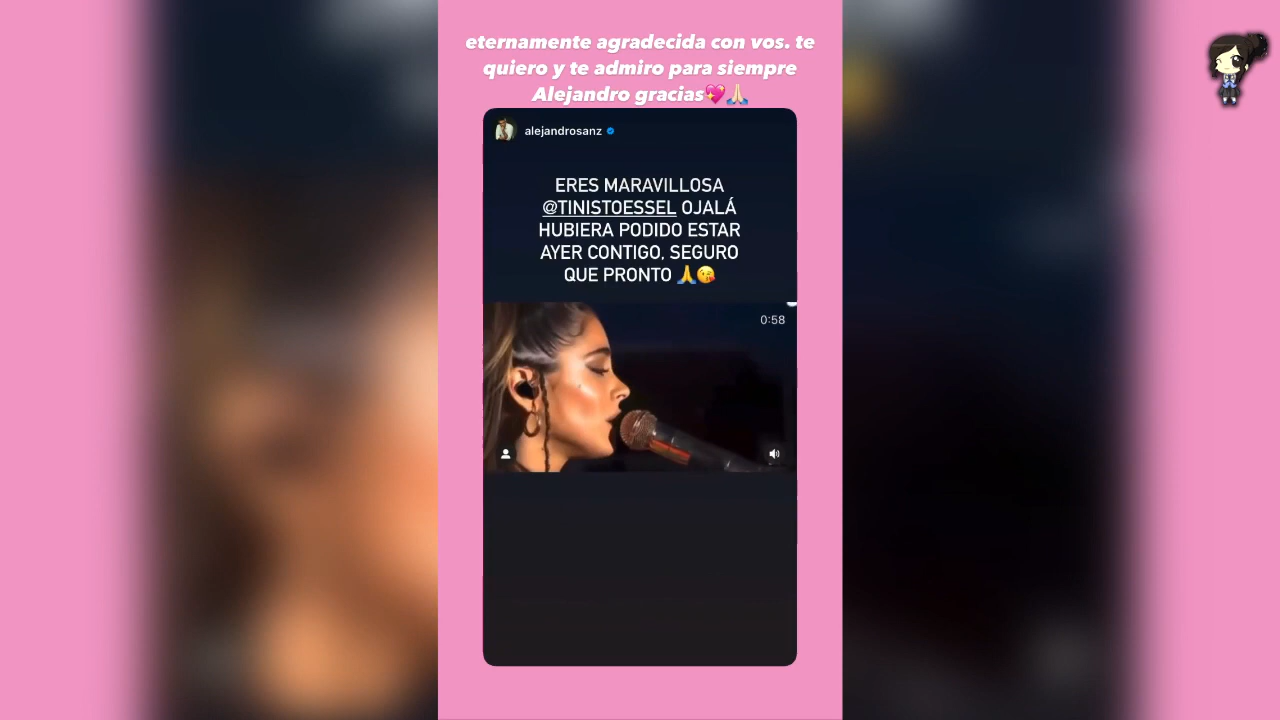 eternamente agradecida con vos. te
quiero y te admiro para siempre
Alejandro gracias💖🙏🏻
alejandrosanz
ERES MARAVILLOSA
@TINISTOESSEL OJALÁ
HUBIERA PODIDO ESTAR
AYER CONTIGO, SEGURO
QUE PRONTO 🙏😘
0:58